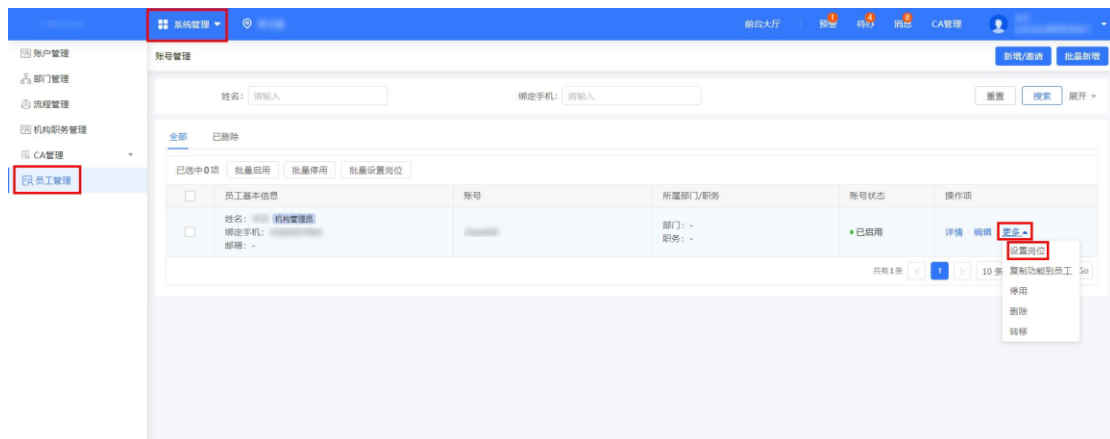 系统管理
前台大厅 预警 1 待办 4 消息 8 CA管理
账户管理
部门管理
流程管理
机构职务管理
CA管理
员工管理
账号管理
新增/邀请 批量新增
姓名： 请输入 绑定手机： 请输入 重置 搜索 展开
全部 已删除
已选中0项 批量启用 批量停用 批量设置岗位
员工基本信息 账号 所属部门/职务 账号状态 操作项
姓名： 机构管理员
绑定手机：
邮箱： -
部门： -
职务： -
已启用
详情 编辑 更多
设置岗位
复制功能到员工
停用
删除
转移
共有1条 < 1 > 10 条 Go